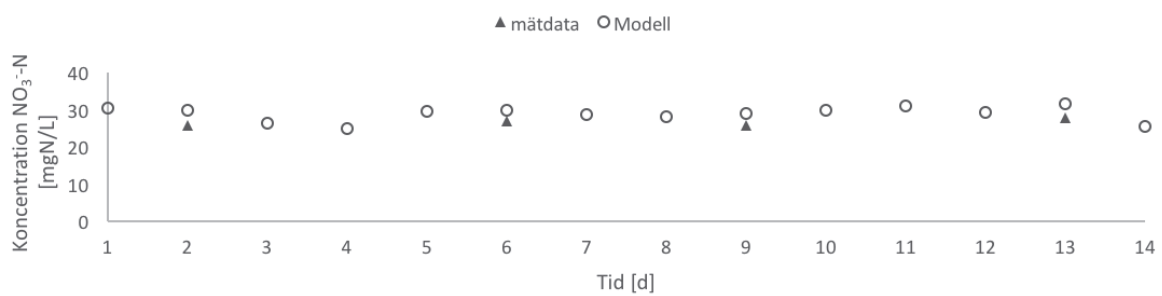 mätdata Modell
Koncentration NO₃⁻-N
[mgN/L]
40
30
20
10
0
1 2 3 4 5 6 7 8 9 10 11 12 13 14
Tid [d]